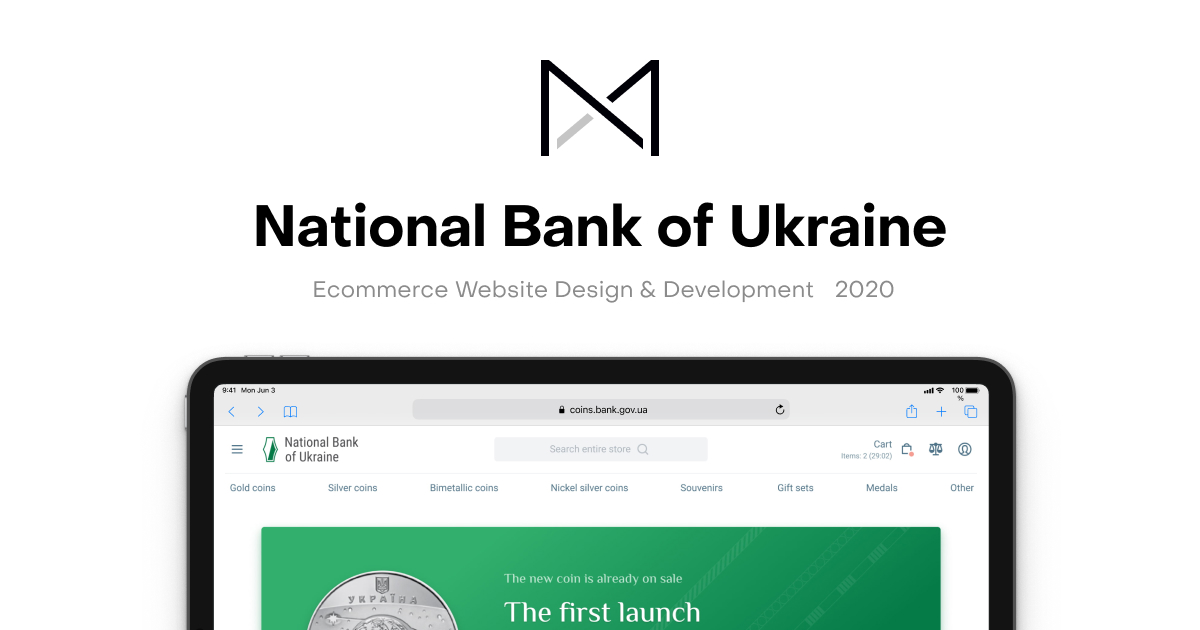 National Bank of Ukraine
Ecommerce Website Design & Development 2020
9:41 Mon Jun 3
100
%
coins.bank.gov.ua
National Bank
of Ukraine
Search entire store
Cart
Items: 2 (29:02)
Gold coins Silver coins Bimetallic coins Nickel silver coins Souvenirs Gift sets Medals Other
The new coin is already on sale
The first launch
УКРАЇНА